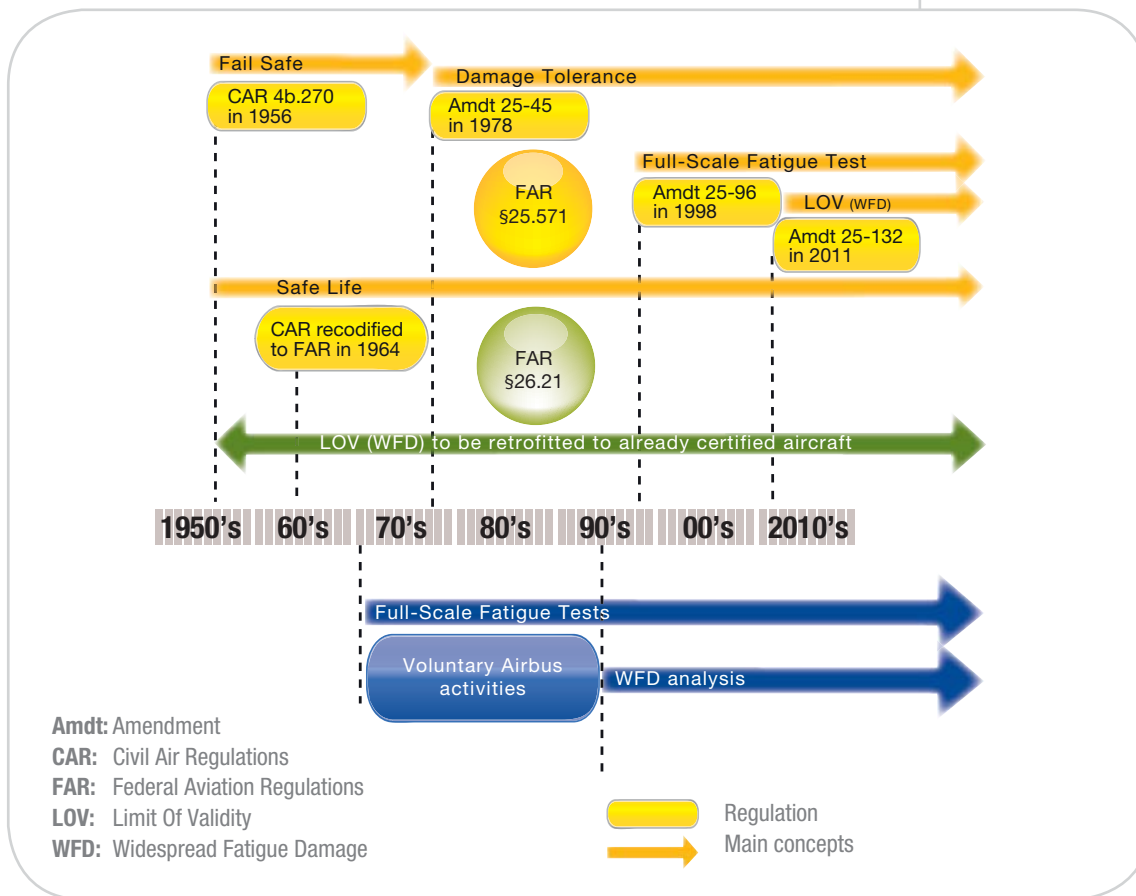 Fail Safe
CAR 4b.270
in 1956
Damage Tolerance
Amdt 25-45
in 1978
FAR
§25.571
Full-Scale Fatigue Test
Amdt 25-96
in 1998
LOV (WFD)
Amdt 25-132
in 2011
Safe Life
CAR recodified
to FAR in 1964
FAR
§26.21
LOV (WFD) to be retrofitted to already certified aircraft
1950's 60's 70's 80's 90's 00's 2010's
Full-Scale Fatigue Tests
Voluntary Airbus
activities
WFD analysis
Amdt: Amendment
CAR: Civil Air Regulations
FAR: Federal Aviation Regulations
LOV: Limit Of Validity
WFD: Widespread Fatigue Damage
Regulation
Main concepts